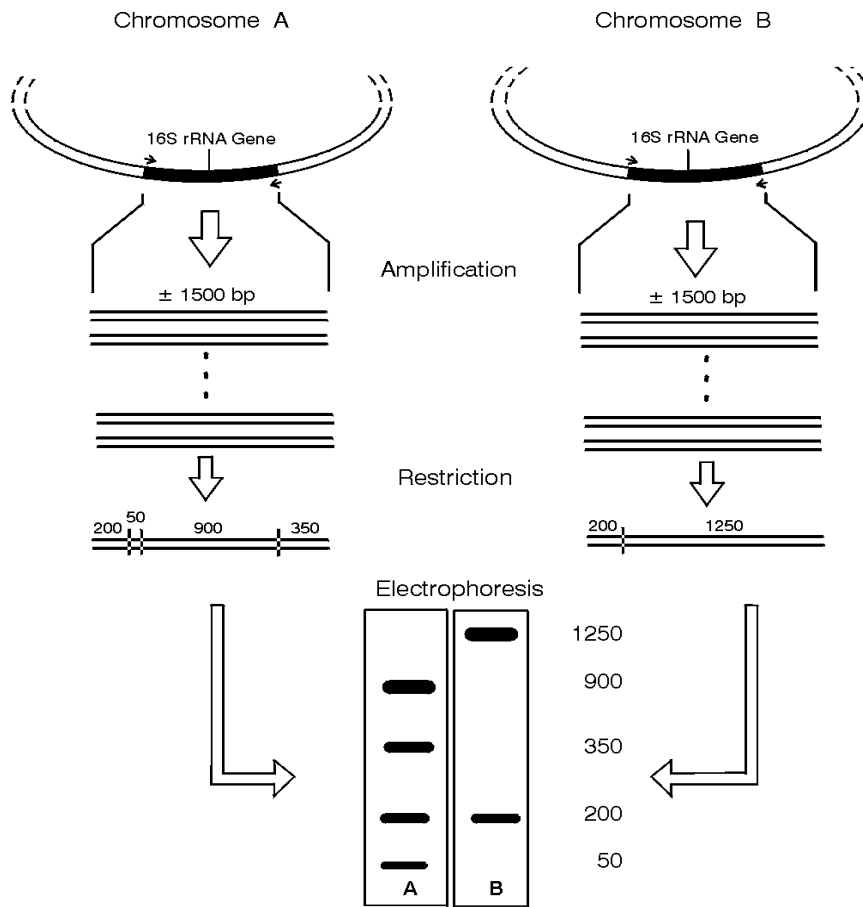 Chromosome A
Chromosome B
16S rRNA Gene
16S rRNA Gene
Amplification
± 1500 bp
± 1500 bp
Restriction
50
200 900 350
200 1250
Electrophoresis
1250
900
350
200
50
A B